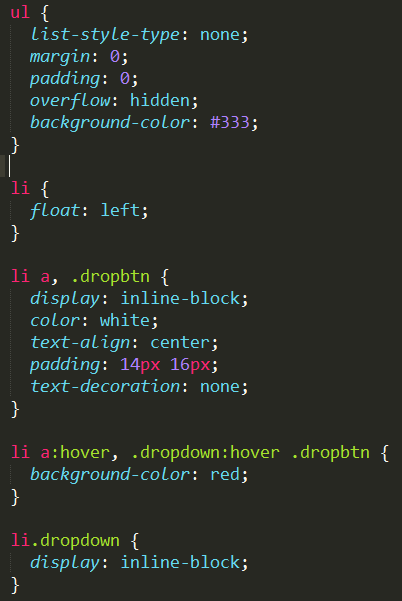 ul {
  list-style-type: none;
  margin: 0;
  padding: 0;
  overflow: hidden;
  background-color: #333;
}

li {
  float: left;
}

li a, .dropbtn {
  display: inline-block;
  color: white;
  text-align: center;
  padding: 14px 16px;
  text-decoration: none;
}

li a:hover, .dropdown:hover .dropbtn {
  background-color: red;
}

li.dropdown {
  display: inline-block;
}